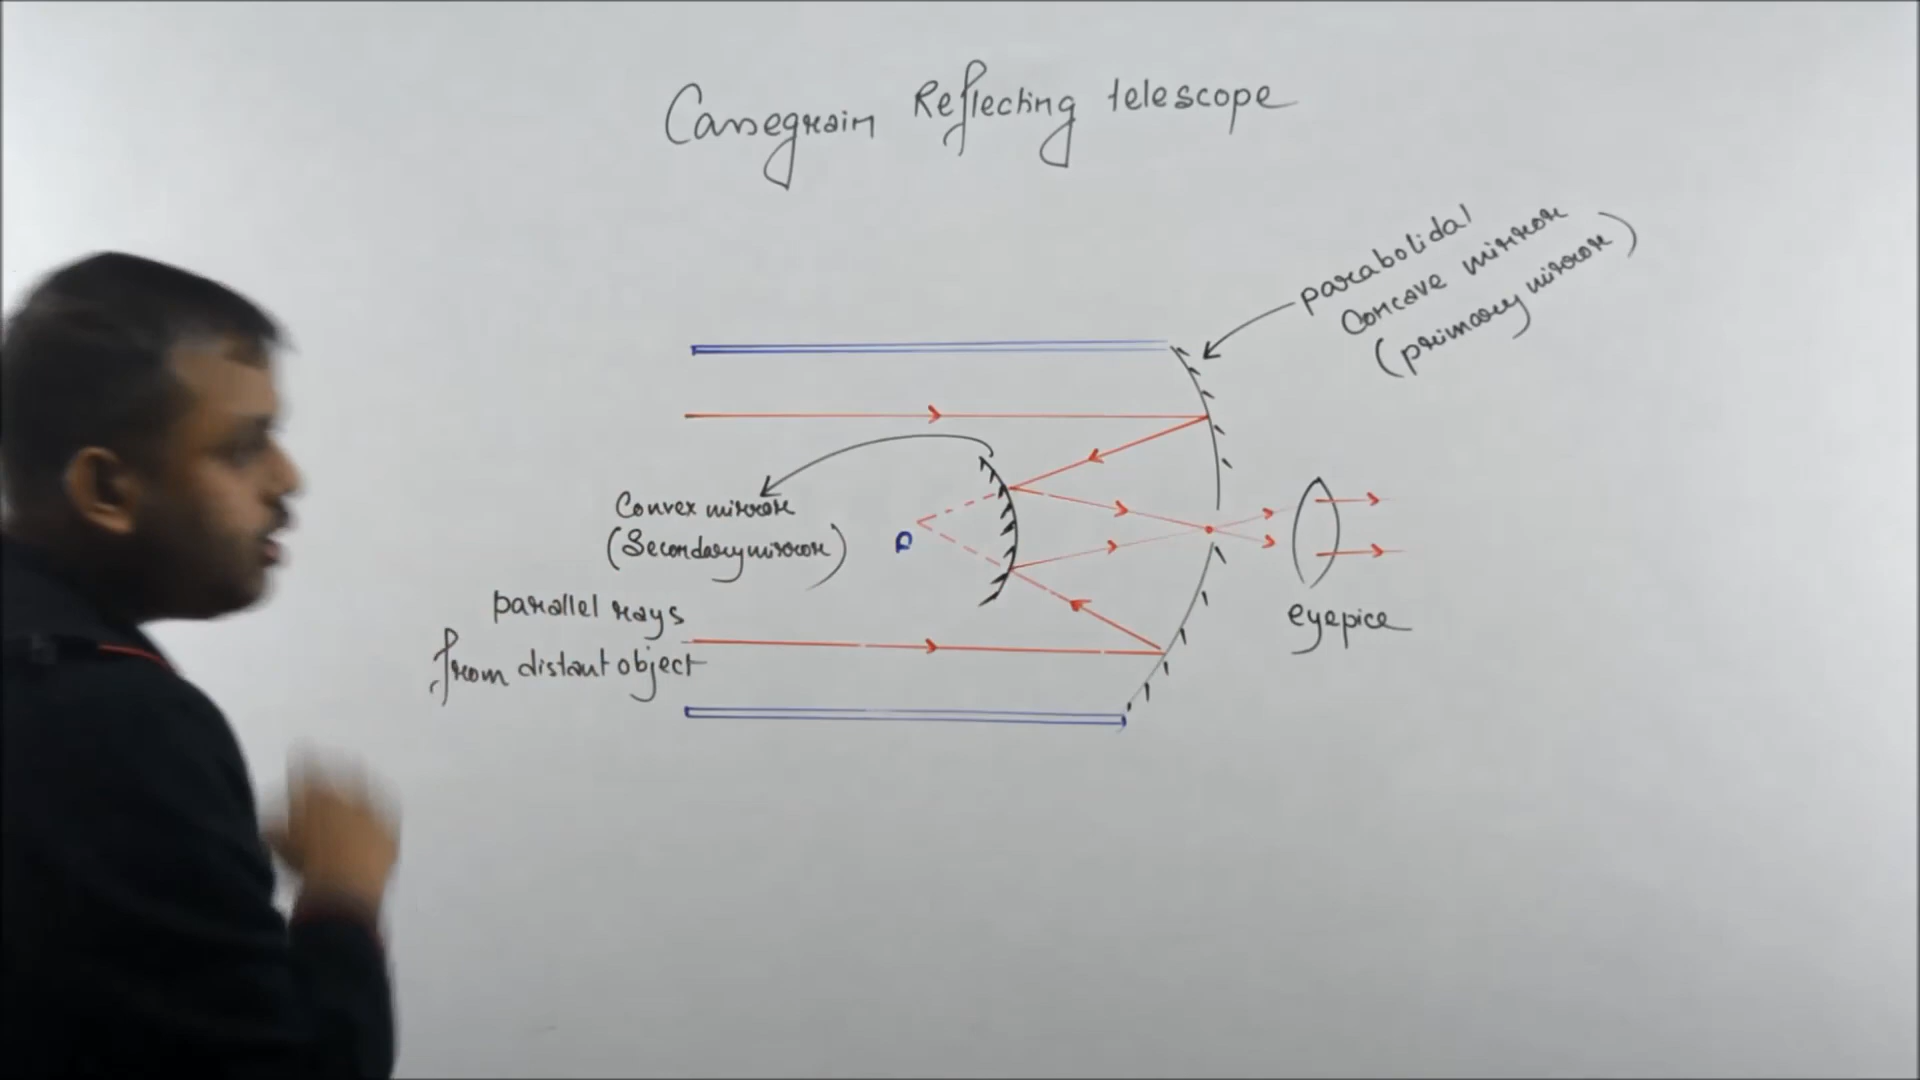 Cassegrain Reflecting telescope
parabolidal
Concave mirror
(primary mirror)
Convex mirror
(Secondary mirror)
P
parallel rays
from distant object
eyepice